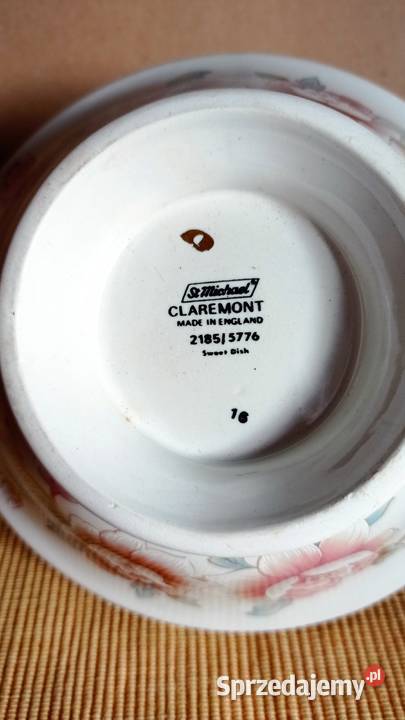 St Michael®
CLAREMONT
MADE IN ENGLAND
2185/5776
Sweet Dish
16
Sprzedajemy.pl